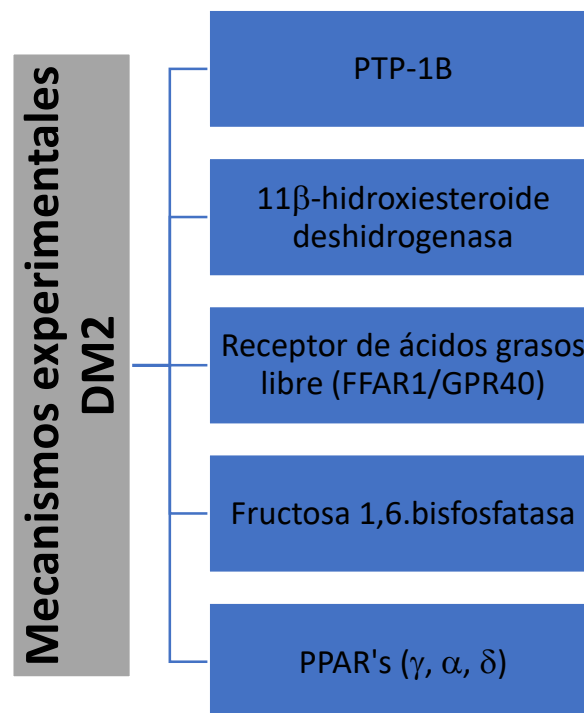 Mecanismos experimentales
DM2
PTP-1B
11β-hidroxiesteroide
deshidrogenasa
Receptor de ácidos grasos
libre (FFAR1/GPR40)
Fructosa 1,6.bisfosfatasa
PPAR's (γ, α, δ)